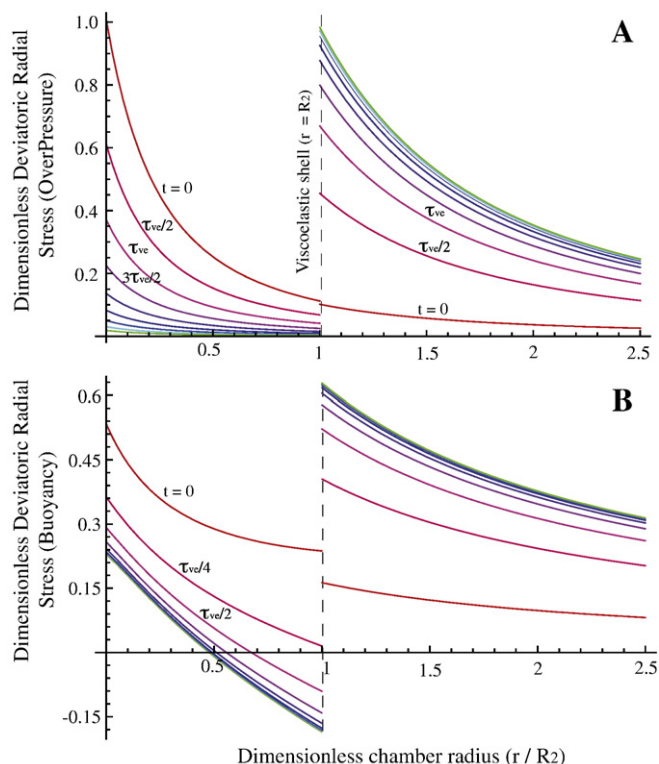 A
Dimensionless Deviatoric Radial
Stress (OverPressure)
1.0
0.8
0.6
0.4
0.2
t = 0
τve/2
τve
3τve/2
Viscoelastic shell (r = R2)
τve
τve/2
t = 0
0.5
1
1.5
2
2.5
B
Dimensionless Deviatoric Radial
Stress (Buoyancy)
0.6
0.45
0.3
0.15
-0.15
t = 0
τve/4
τve/2
0.5
1
1.5
2
2.5
Dimensionless chamber radius (r / R2)